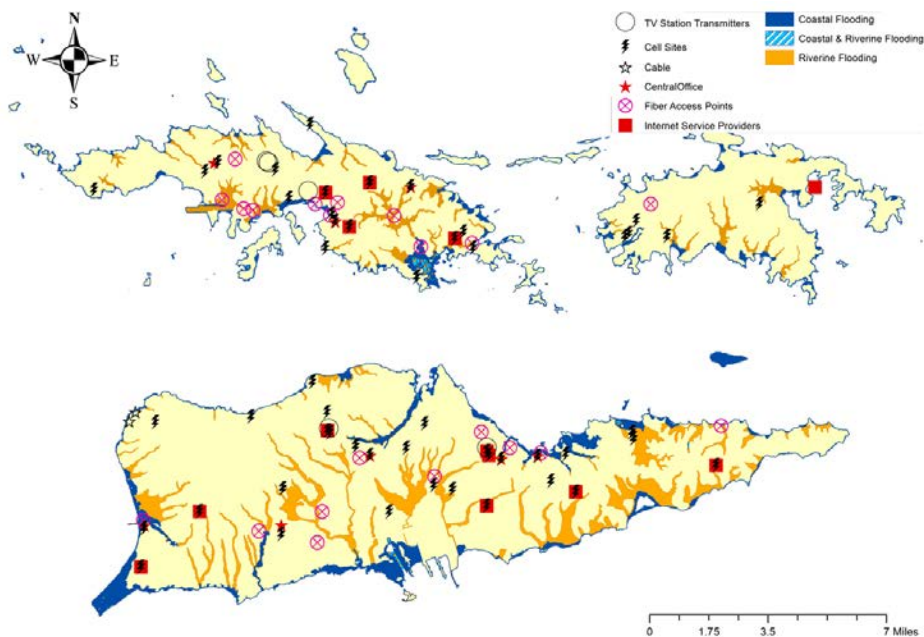 N
W E
S
TV Station Transmitters
Cell Sites
Cable
CentralOffice
Fiber Access Points
Internet Service Providers
Coastal Flooding
Coastal & Riverine Flooding
Riverine Flooding
0 1.75 3.5 7 Miles